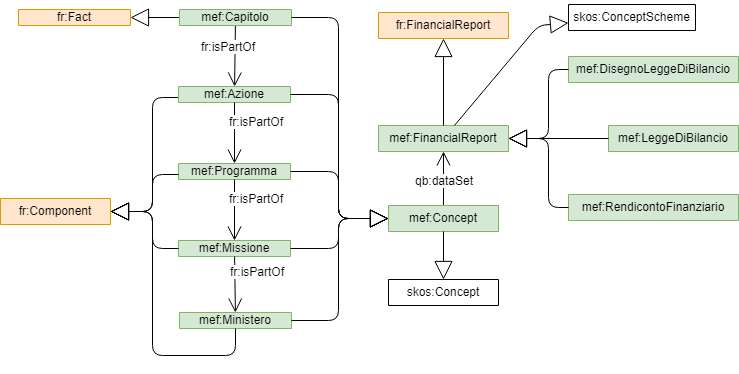 fr:Fact
mef:Capitolo
fr:FinancialReport
skos:ConceptScheme
fr:isPartOf
mef:DisegnoLeggeDiBilancio
mef:Azione
fr:isPartOf
mef:FinancialReport
mef:LeggeDiBilancio
mef:Programma
qb:dataSet
fr:isPartOf
mef:RendicontoFinanziario
fr:Component
mef:Concept
mef:Missione
fr:isPartOf
skos:Concept
mef:Ministero